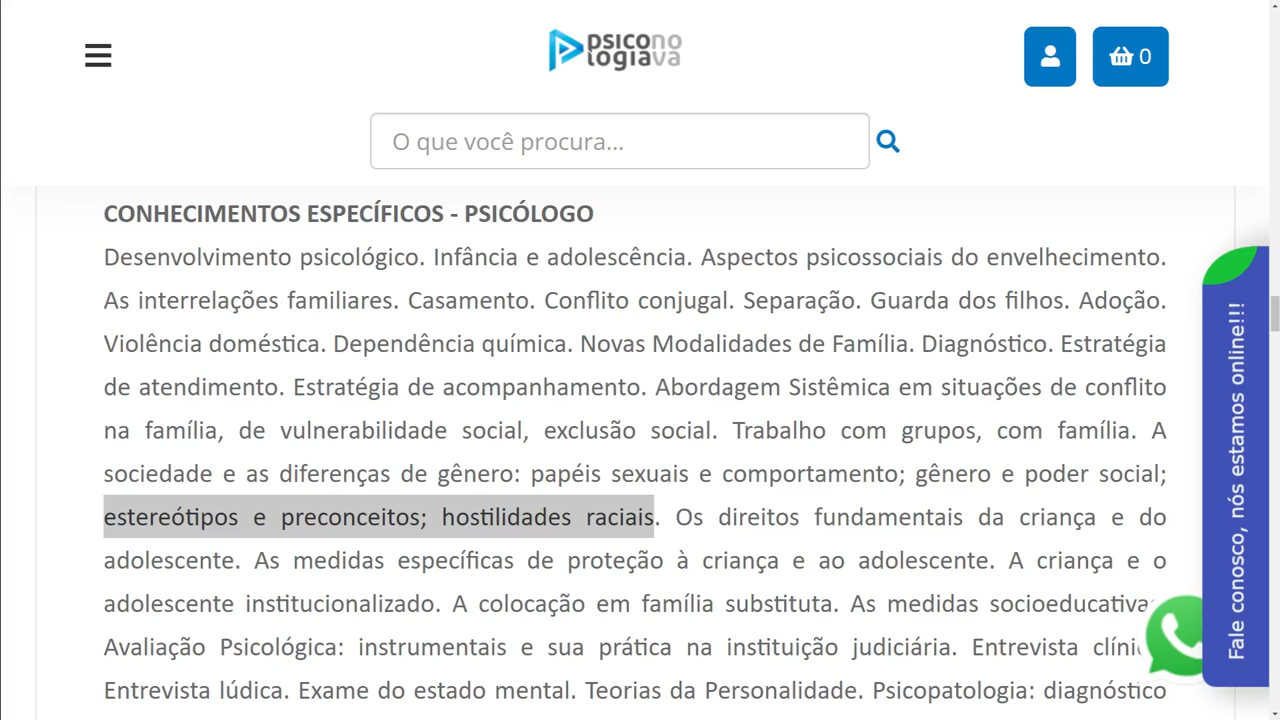 psicono
logiava
0
O que você procura...
CONHECIMENTOS ESPECÍFICOS - PSICÓLOGO
Desenvolvimento psicológico. Infância e adolescência. Aspectos psicossociais do envelhecimento.
As interrelações familiares. Casamento. Conflito conjugal. Separação. Guarda dos filhos. Adoção.
Violência doméstica. Dependência química. Novas Modalidades de Família. Diagnóstico. Estratégia
de atendimento. Estratégia de acompanhamento. Abordagem Sistêmica em situações de conflito
na família, de vulnerabilidade social, exclusão social. Trabalho com grupos, com família. A
sociedade e as diferenças de gênero: papéis sexuais e comportamento; gênero e poder social;
estereótipos e preconceitos; hostilidades raciais. Os direitos fundamentais da criança e do
adolescente. As medidas específicas de proteção à criança e ao adolescente. A criança e o
adolescente institucionalizado. A colocação em família substituta. As medidas
Avaliação Psicológica: instrumentais e sua prática na instituição judiciária. Entrevista
Entrevista lúdica. Exame do estado mental. Teorias da Personalidade. Psicopatologia: diagnóstico
Fale conosco, nós estamos online!!!